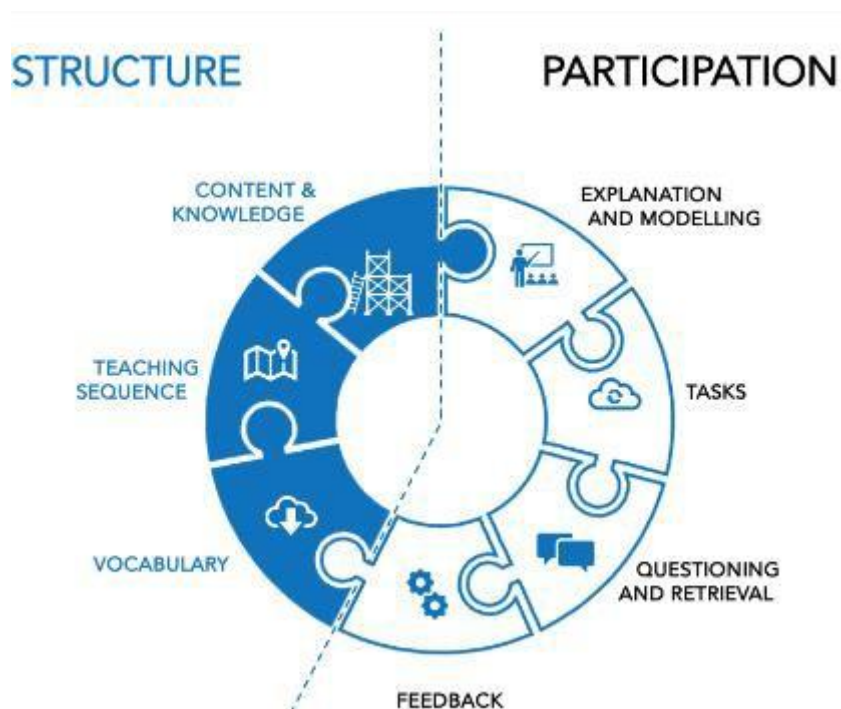 STRUCTURE
PARTICIPATION
CONTENT &
KNOWLEDGE
EXPLANATION
AND MODELLING
TEACHING
SEQUENCE
TASKS
VOCABULARY
QUESTIONING
AND RETRIEVAL
FEEDBACK